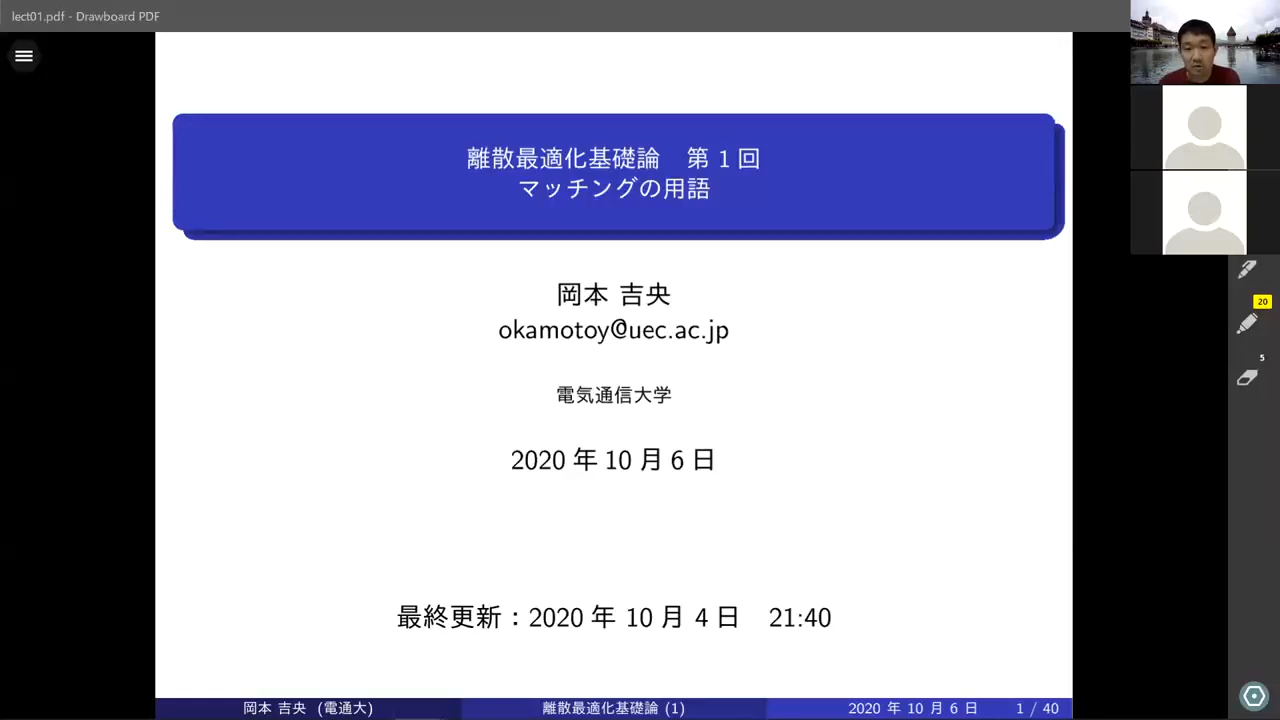 lect01.pdf - Drawboard PDF
離散最適化基礎論　第 1 回
マッチングの用語
岡本 吉央
okamotoy@uec.ac.jp
電気通信大学
2020 年 10 月 6 日
最終更新：2020 年 10 月 4 日　21:40
20
5
岡本 吉央 (電通大)
離散最適化基礎論 (1)
2020 年 10 月 6 日
1 / 40